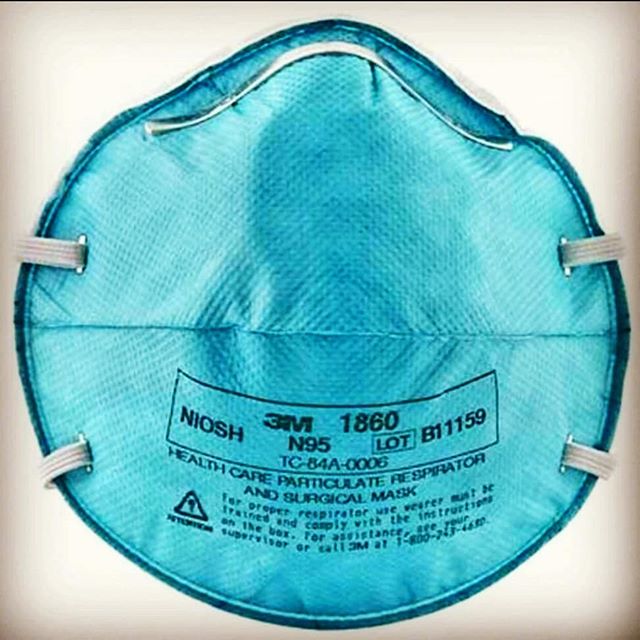 NIOSH 3M 1860
N95 LOT B11159
TC-84A-0006
HEALTH CARE PARTICULATE RESPIRATOR
AND SURGICAL MASK
ATTENTION
For proper respirator use wearer must be
trained and comply with the instructions
on the box. For assistance, see your
supervisor or call 3M at 1-800-243-4630.